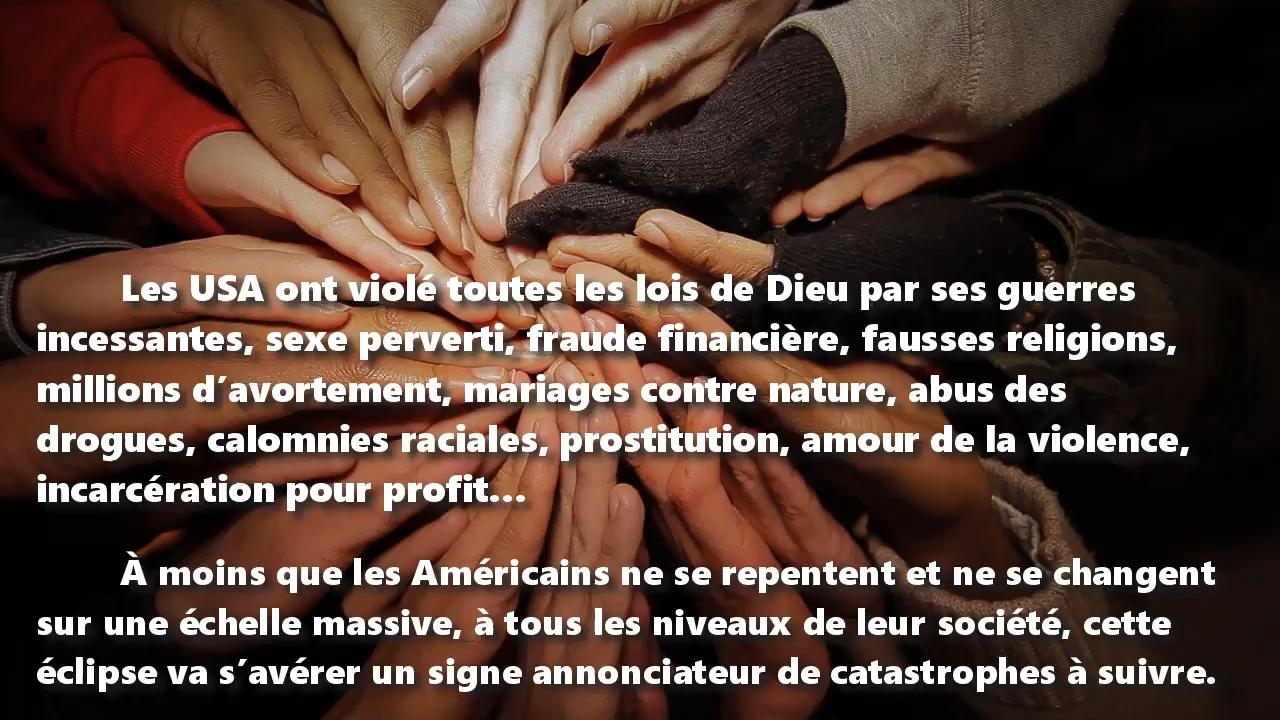 Les USA ont violé toutes les lois de Dieu par ses guerres
incessantes, sexe perverti, fraude financière, fausses religions,
millions d’avortement, mariages contre nature, abus des
drogues, calomnies raciales, prostitution, amour de la violence,
incarcération pour profit...
À moins que les Américains ne se repentent et ne se changent
sur une échelle massive, à tous les niveaux de leur société, cette
éclipse va s’avérer un signe annonciateur de catastrophes à suivre.